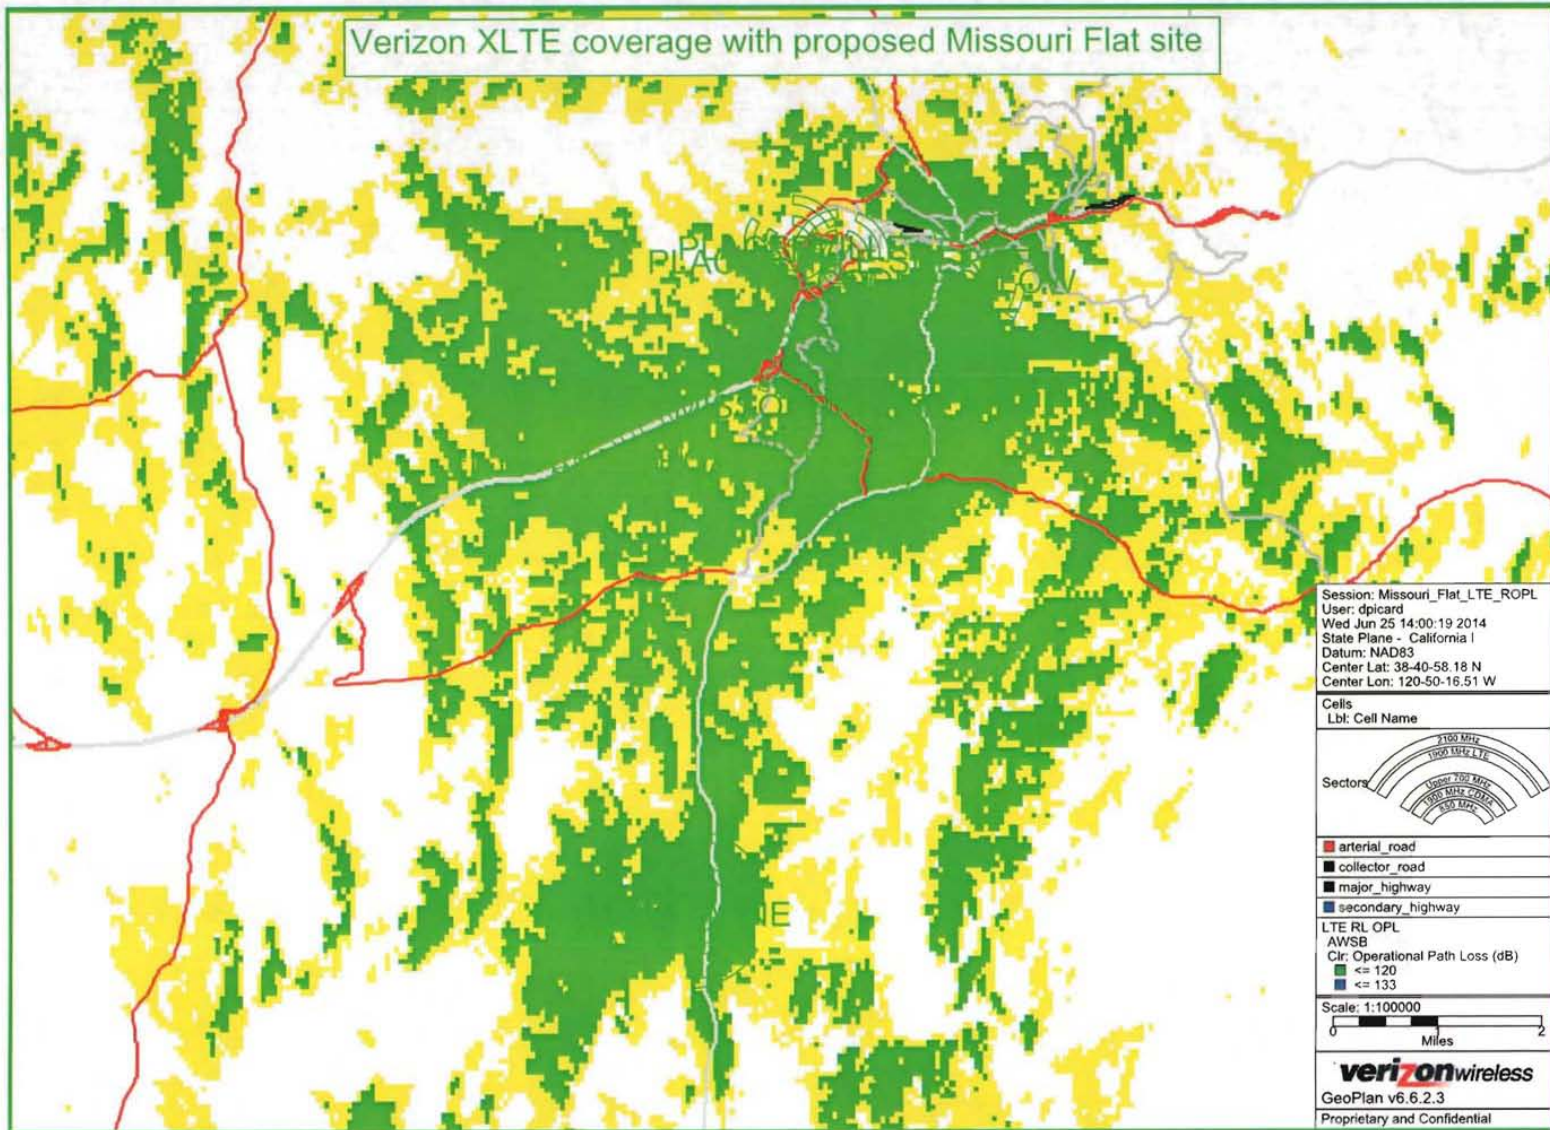 Verizon XLTE coverage with proposed Missouri Flat site
Session: Missouri_Flat_LTE_ROPL
User: dpicard
Wed Jun 25 14:00:19 2014
State Plane - California I
Datum: NAD83
Center Lat: 38-40-58.18 N
Center Lon: 120-50-16.51 W
Cells
Lbl: Cell Name
Sectors
2100 MHz
1900 MHz LTE
Upper 700 MHz
1900 MHz CDMA
850 MHz
arterial_road
collector_road
major_highway
secondary_highway
LTE RL OPL
AWSB
Clr: Operational Path Loss (dB)
<= 120
<= 133
Scale: 1:100000
0 1 2
Miles
verizonwireless
GeoPlan v6.6.2.3
Proprietary and Confidential